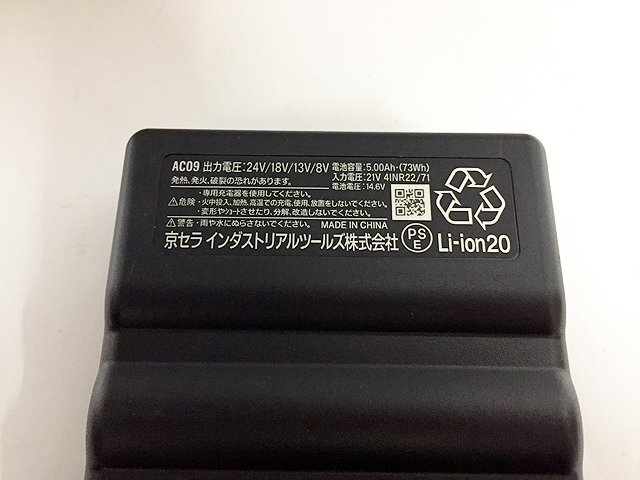 AC09 出力電圧:24V/18V/13V/8V 電池容量:5.00Ah-(73Wh)
発熱、発火、破裂の恐れがあります。 入力電圧:21V 4INR22/71
・専用充電器を使用してください。 電池電圧:14.6V
⚠危険・火中投入、加熱、高温での充電、使用、放置をしないでください。
・変形やショートさせたり、分解、改造しないでください。
⚠警告・雨や水にぬらさないでください。 MADE IN CHINA
京セラ インダストリアルツールズ株式会社 PSE Li-ion20